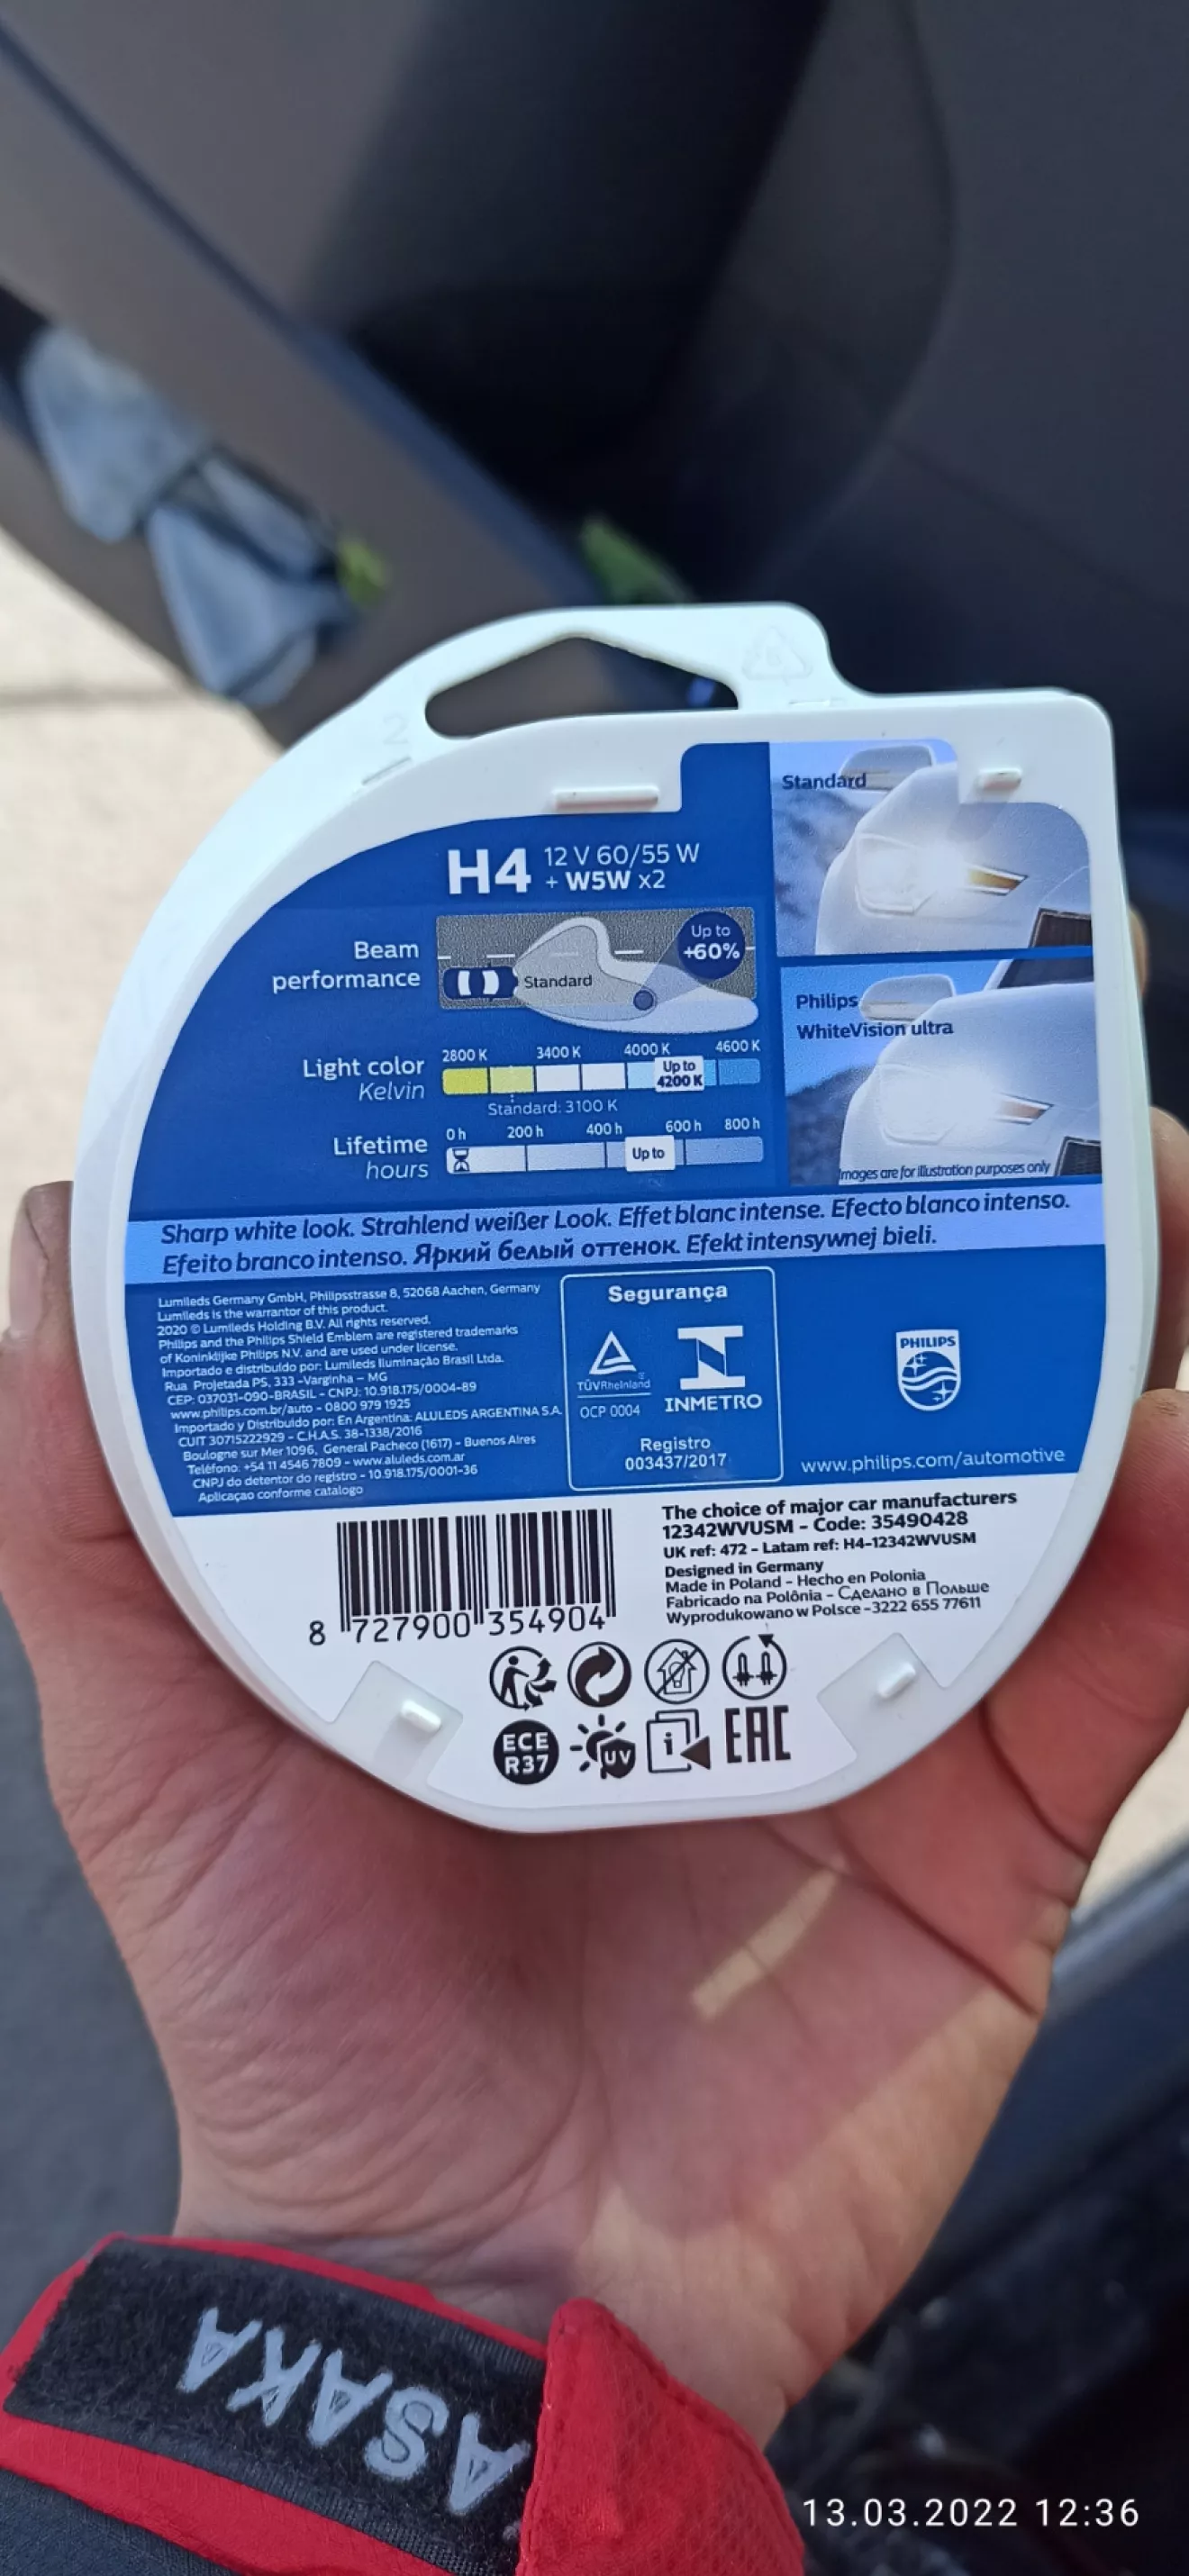 2
Standard
H4 12 V 60/55 W
+ W5W x2
Beam
performance
Standard
Up to
+60%
Philips
WhiteVision ultra
Light color
Kelvin
2800 K 3400 K 4000 K 4600 K
Up to
4200 K
Standard: 3100 K
Lifetime
hours
0 h 200 h 400 h 600 h 800 h
Up to
Images are for illustration purposes only
Sharp white look. Strahlend weißer Look. Effet blanc intense. Efecto blanco intenso.
Efeito branco intenso. Яркий белый оттенок. Efekt intensywnej bieli.
Lumileds Germany GmbH, Philipsstrasse 8, 52068 Aachen, Germany
Lumileds is the warrantor of this product.
2020 © Lumileds Holding B.V. All rights reserved.
Philips and the Philips Shield Emblem are registered trademarks
of Koninklijke Philips N.V. and are used under license.
Importado e distribuído por: Lumileds Iluminação Brasil Ltda.
Rua Projetada PS, 333 -Varginha – MG
CEP: 037031-090-BRASIL - CNPJ: 10.918.175/0004-89
www.philips.com.br/auto - 0800 979 1925
Importado y Distribuido por: En Argentina: ALULEDS ARGENTINA S.A.
CUIT 30715222929 - C.H.A.S. 38-1338/2016
Boulogne sur Mer 1096, General Pacheco (1617) - Buenos Aires
Teléfono: +54 11 4546 7809 - www.aluleds.com.ar
CNPJ do detentor do registro - 10.918.175/0001-36
Aplicaçao conforme catalogo
Segurança
TÜVRheinland
OCP 0004
INMETRO
Registro
003437/2017
PHILIPS
www.philips.com/automotive
8 727900 354904
The choice of major car manufacturers
12342WVUSM – Code: 35490428
UK ref: 472 - Latam ref: H4-12342WVUSM
Designed in Germany
Made in Poland - Hecho en Polonia
Fabricado na Polônia - Сделано в Польше
Wyprodukowano w Polsce -3222 655 77611
ECE
R37
UV
i
EAC
ASAKA
13.03.2022 12:36